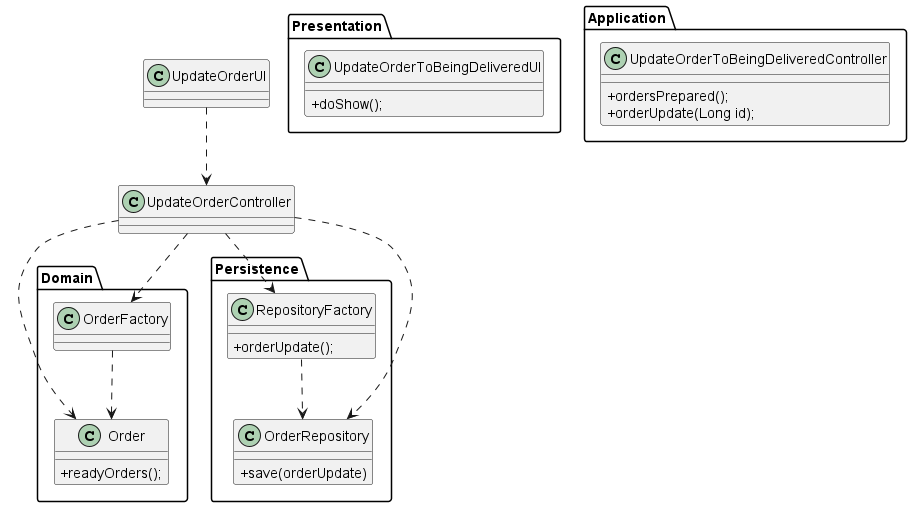 Presentation
C UpdateOrderToBeingDeliveredUI
+doShow();
Application
C UpdateOrderToBeingDeliveredController
+ordersPrepared();
+orderUpdate(Long id);
C UpdateOrderUI
C UpdateOrderController
Domain
C OrderFactory
C Order
+readyOrders();
Persistence
C RepositoryFactory
+orderUpdate();
C OrderRepository
+save(orderUpdate)